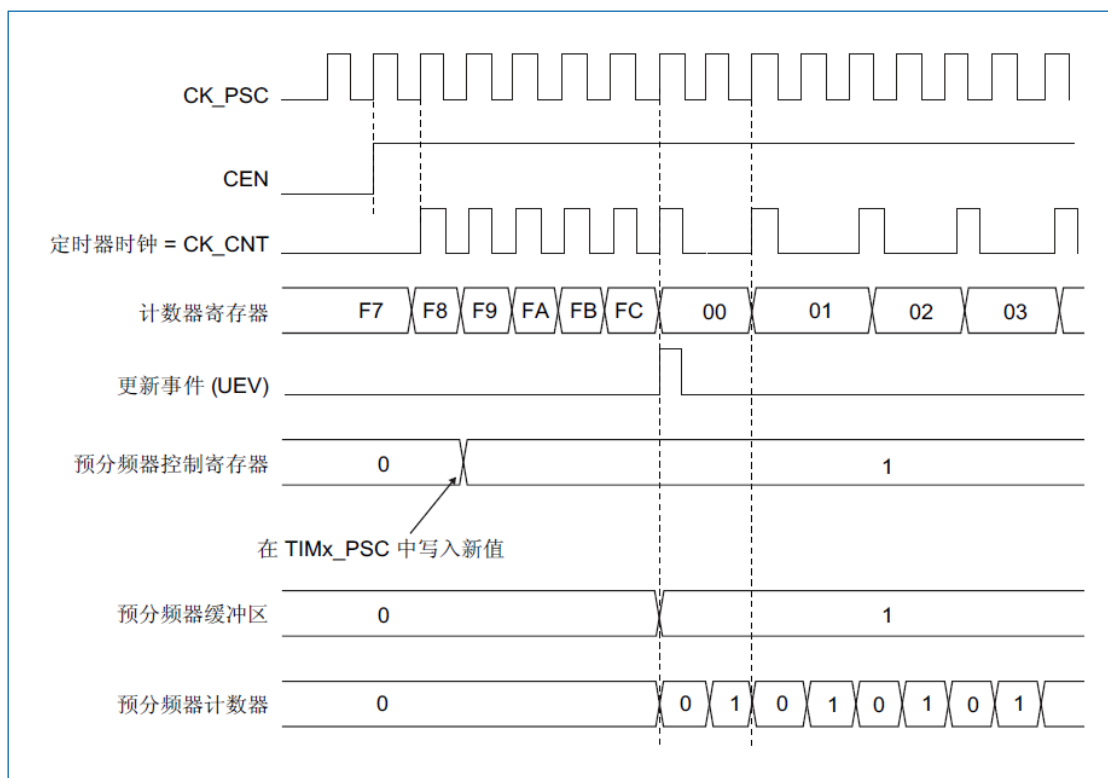 CK_PSC
CEN
定时器时钟 = CK_CNT
计数器寄存器 F7 F8 F9 FA FB FC 00 01 02 03
更新事件 (UEV)
预分频器控制寄存器 0 1
在 TIMx_PSC 中写入新值
预分频器缓冲区 0 1
预分频器计数器 0 0 1 0 1 0 1 0 1